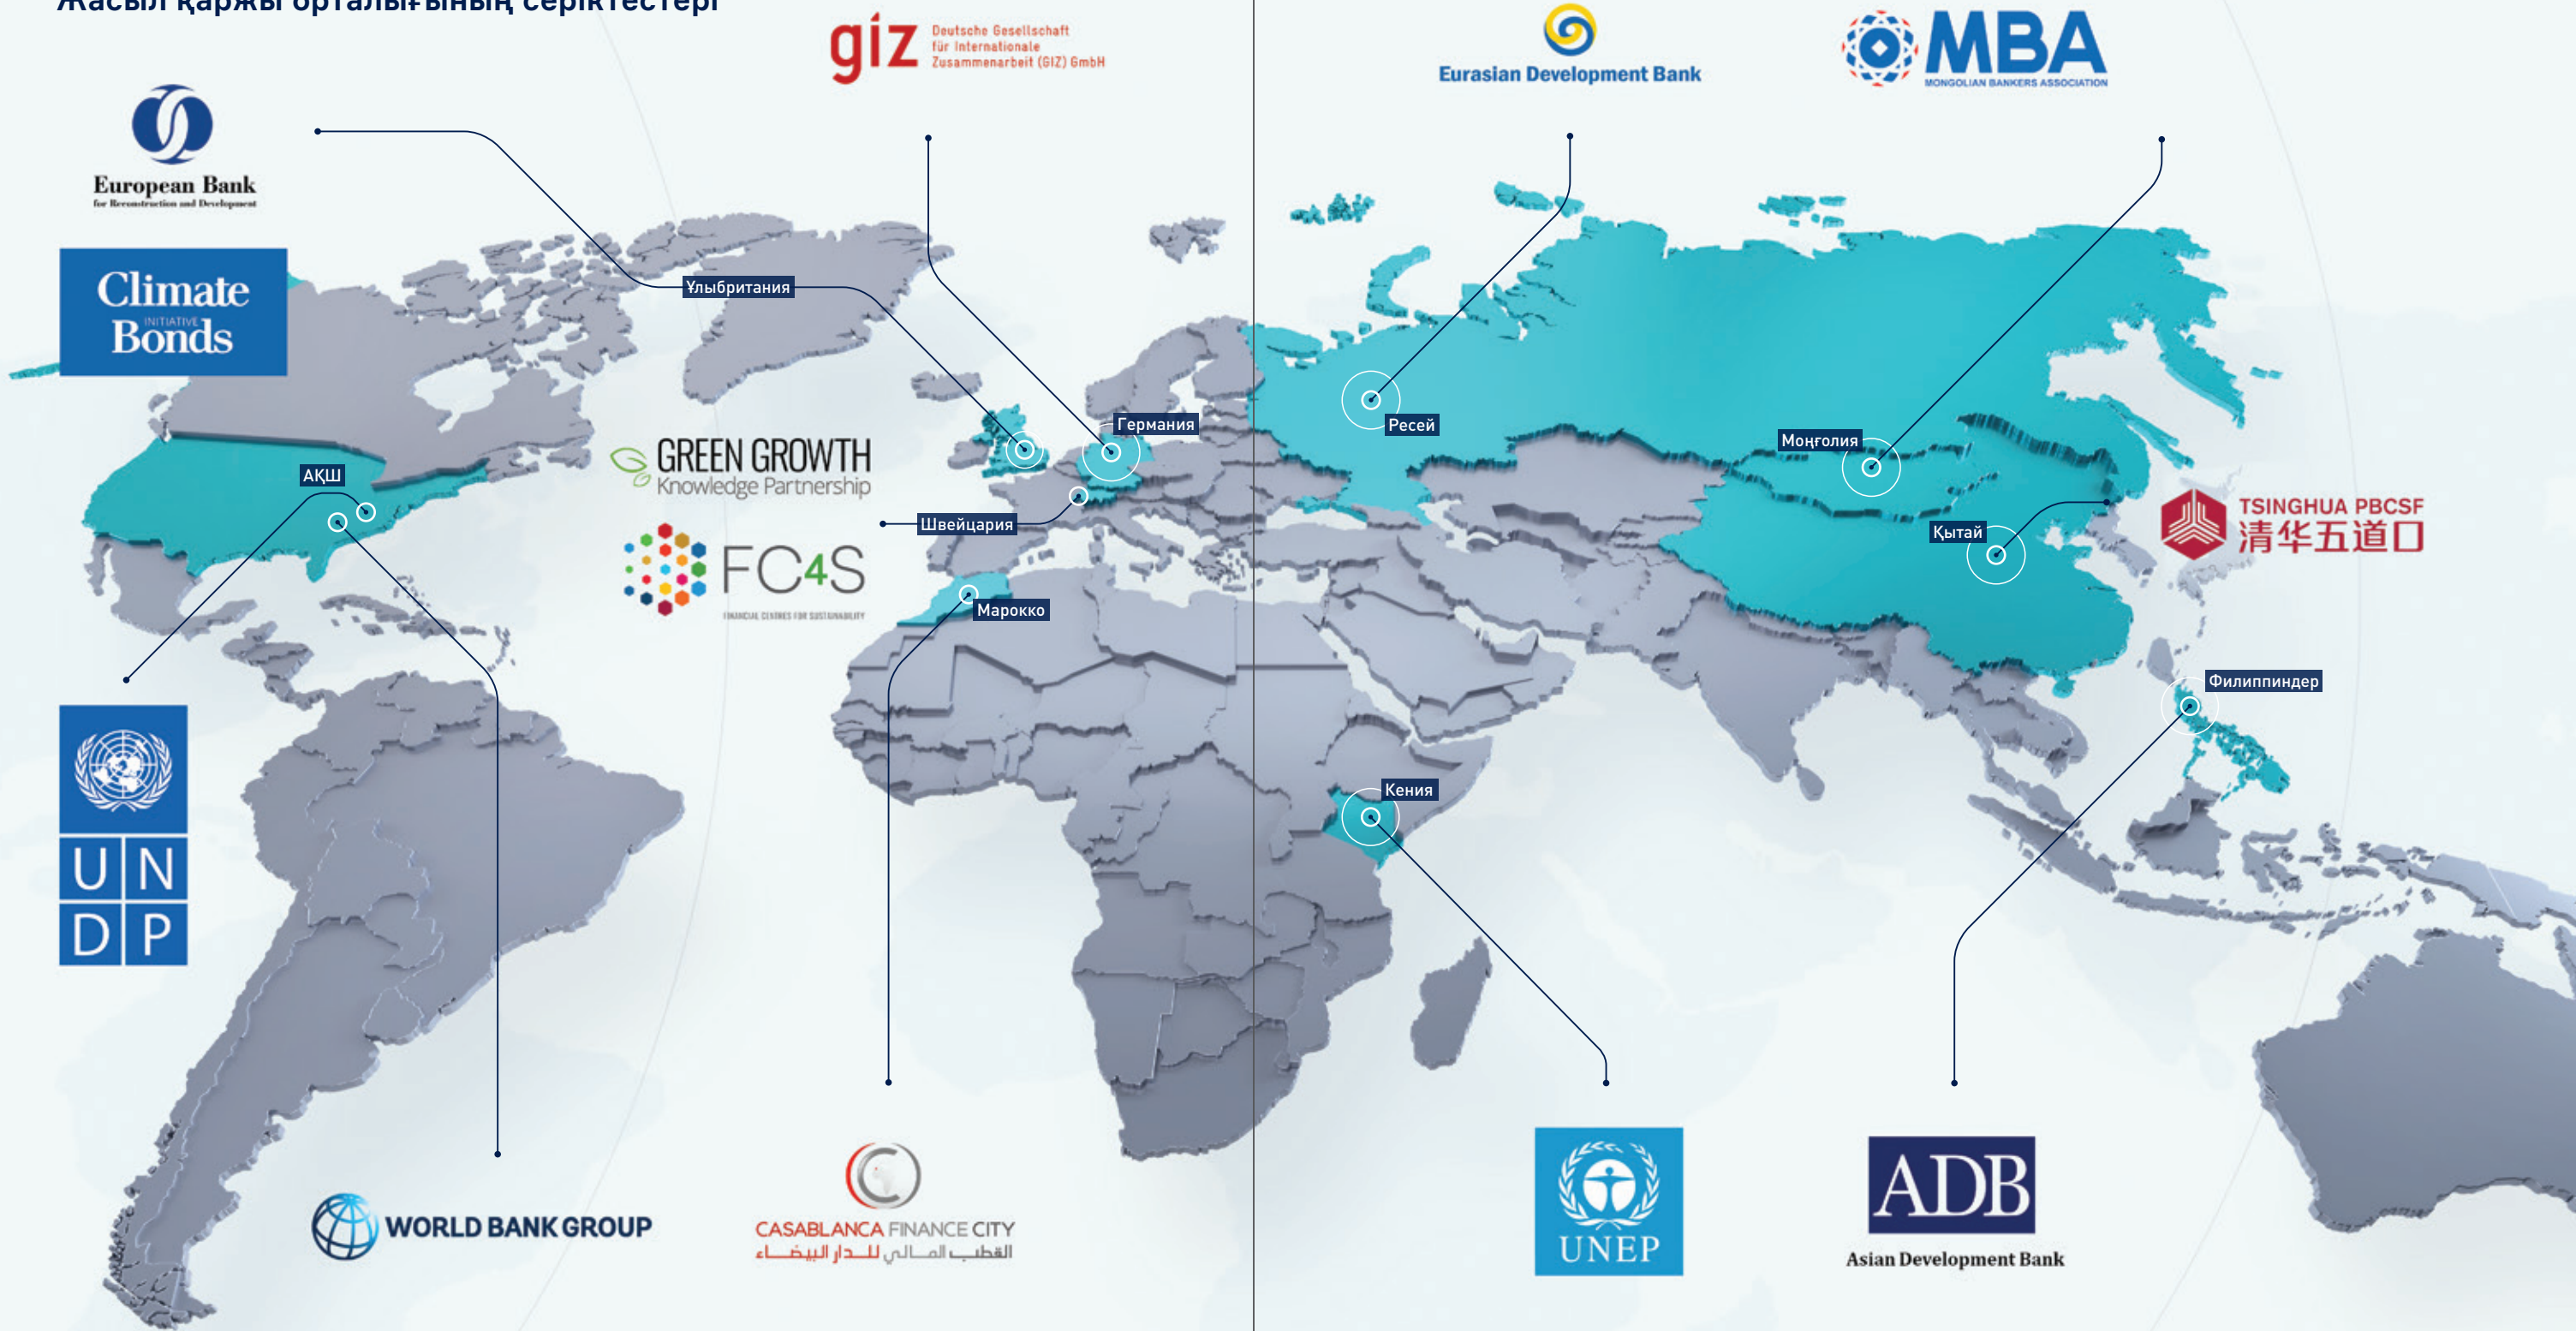 Жасыл қаржы орталығының серіктестері
giz
Deutsche Gesellschaft
für Internationale
Zusammenarbeit (GIZ) GmbH
Eurasian Development Bank
MBA
MONGOLIAN BANKERS ASSOCIATION
European Bank
for Reconstruction and Development
Climate
INITIATIVE
Bonds
Ұлыбритания
Германия
Ресей
Моңғолия
АҚШ
GREEN GROWTH
Knowledge Partnership
Швейцария
FC4S
FINANCIAL CENTRES FOR SUSTAINABILITY
Марокко
Қытай
TSINGHUA PBCSF
清华五道口
Филиппиндер
Кения
UN
DP
WORLD BANK GROUP
CASABLANCA FINANCE CITY
القطب المالي للدار البيضاء
UNEP
ADB
Asian Development Bank